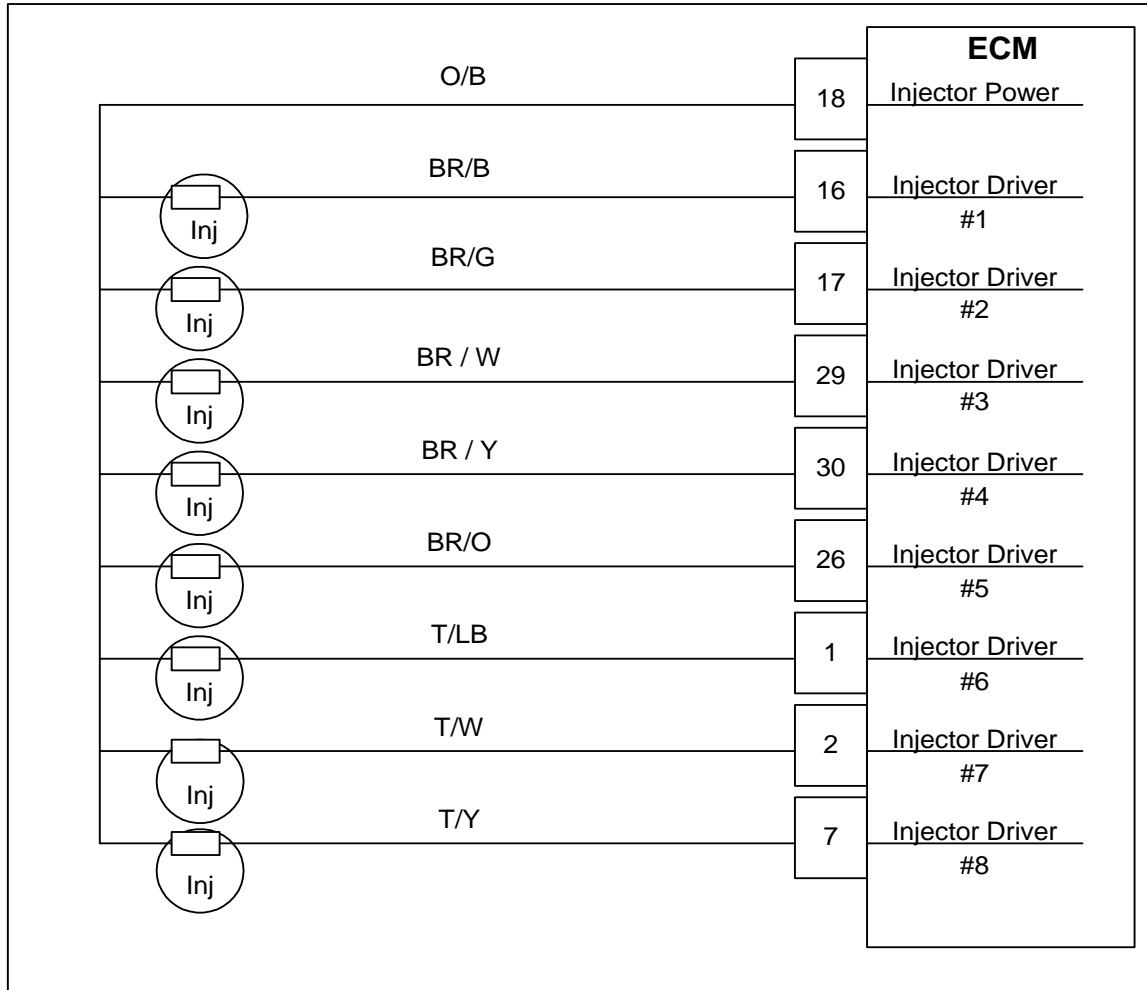 ECM
O/B
18
Injector Power
BR/B
16
Injector Driver
#1
Inj
BR/G
17
Injector Driver
#2
Inj
BR / W
29
Injector Driver
#3
Inj
BR / Y
30
Injector Driver
#4
Inj
BR/O
26
Injector Driver
#5
Inj
T/LB
1
Injector Driver
#6
Inj
T/W
2
Injector Driver
#7
Inj
T/Y
7
Injector Driver
#8
Inj